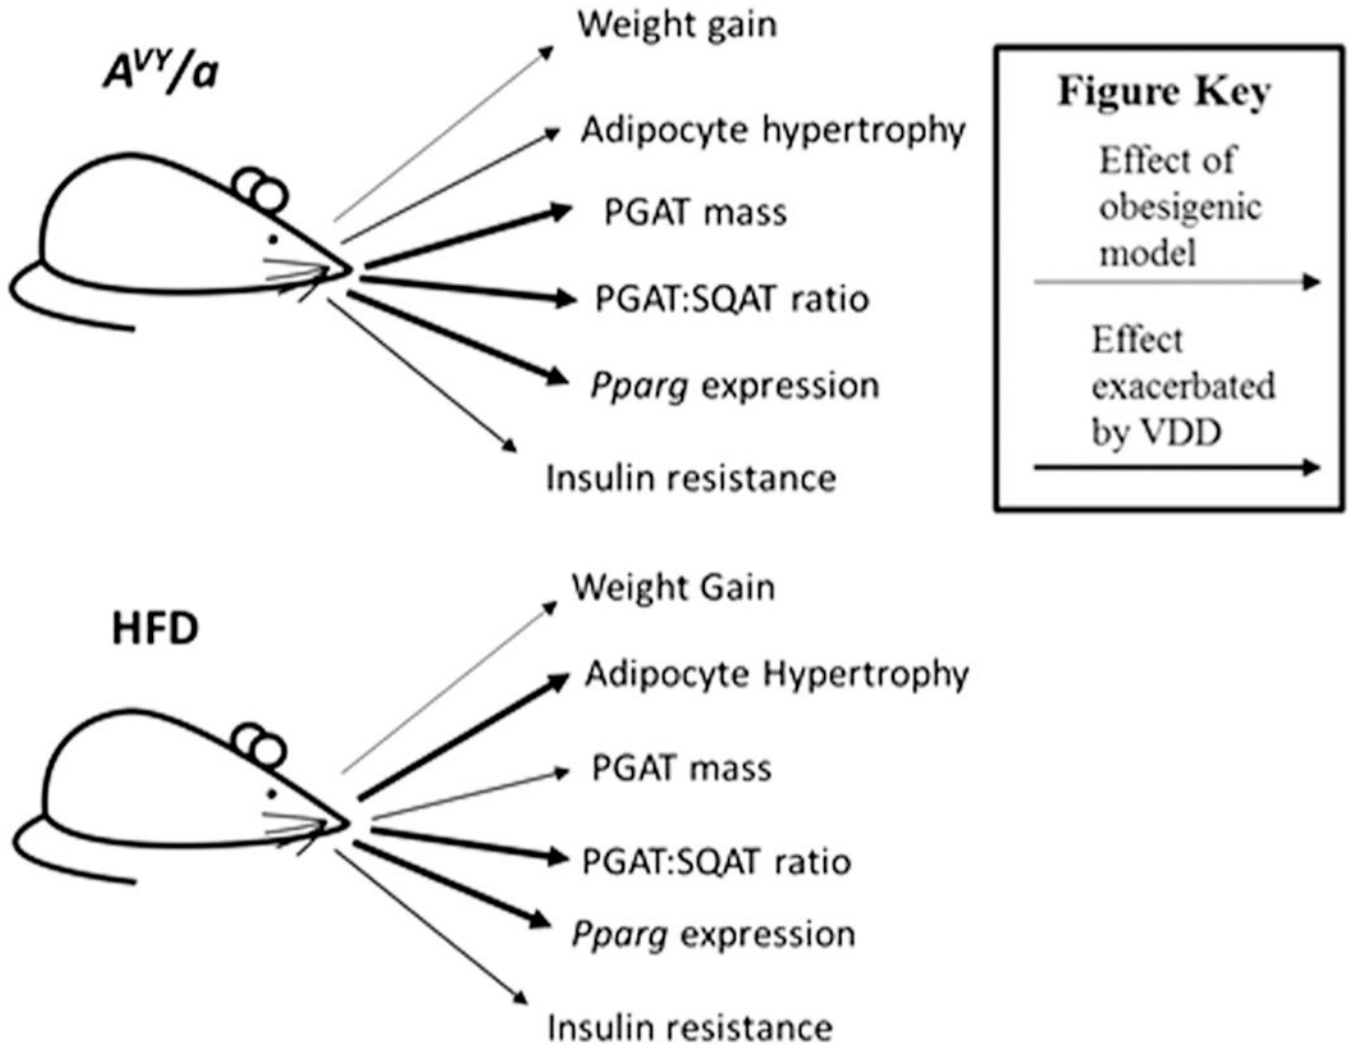 A^VY/a
Weight gain
Adipocyte hypertrophy
PGAT mass
PGAT:SQAT ratio
Pparg expression
Insulin resistance
Figure Key
Effect of
obesigenic
model
Effect
exacerbated
by VDD
HFD
Weight Gain
Adipocyte Hypertrophy
PGAT mass
PGAT:SQAT ratio
Pparg expression
Insulin resistance